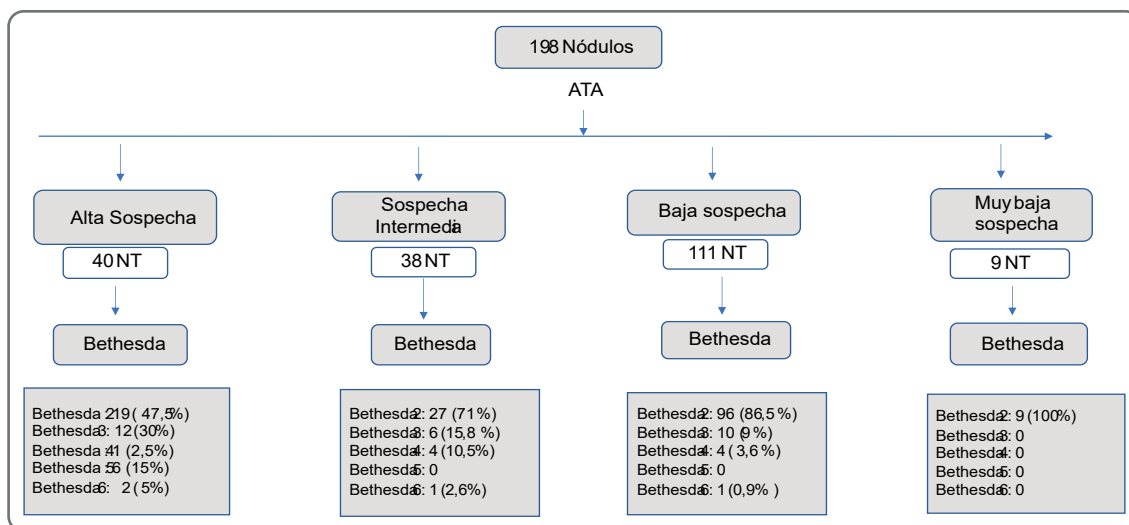 198 Nódulos
ATA
Alta Sospecha
40 NT
Bethesda
Bethesda 2: 19 ( 47,5%)
Bethesda 3: 12 (30%)
Bethesda 4: 1 (2,5%)
Bethesda 5: 6 (15%)
Bethesda 6: 2 ( 5%)
Sospecha
Intermedia
38 NT
Bethesda
Bethesda 2: 27 (71%)
Bethesda 3: 6 (15,8 %)
Bethesda 4: 4 (10,5%)
Bethesda 5: 0
Bethesda 6: 1 (2,6%)
Baja sospecha
111 NT
Bethesda
Bethesda 2: 96 (86,5%)
Bethesda 3: 10 (9 %)
Bethesda 4: 4 ( 3,6%)
Bethesda 5: 0
Bethesda 6: 1 (0,9% )
Muy baja
sospecha
9 NT
Bethesda
Bethesda 2: 9 (100%)
Bethesda 3: 0
Bethesda 4: 0
Bethesda 5: 0
Bethesda 6: 0